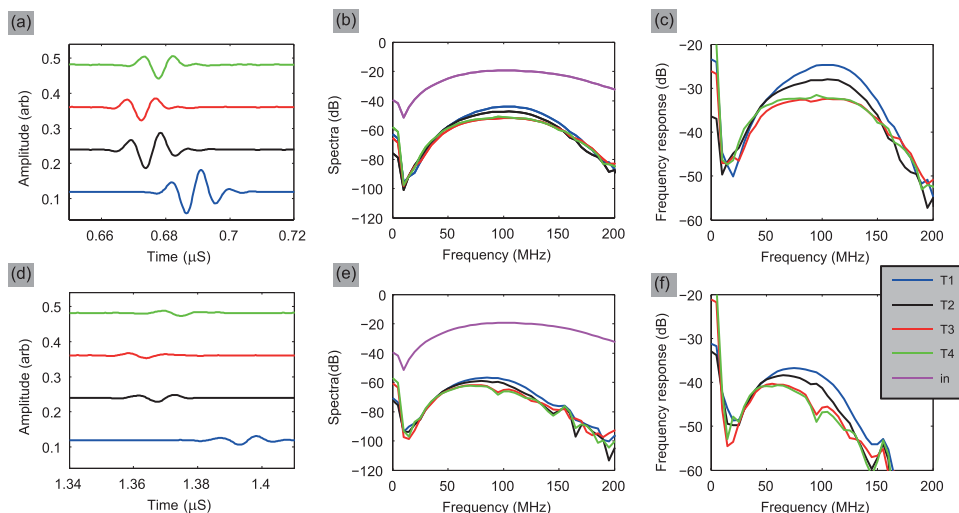 (a)
Amplitude (arb)
0.5
0.4
0.3
0.2
0.1
0.66
0.68
0.7
0.72
Time (μS)
(b)
Spectra(dB)
0
−20
−40
−60
−80
−100
−120
0
50
100
150
200
Frequency (MHz)
(c)
Frequency response (dB)
−20
−30
−40
−50
−60
0
50
100
150
200
Frequency (MHz)
(d)
Amplitude (arb)
0.5
0.4
0.3
0.2
0.1
1.34
1.36
1.38
1.4
Time (μS)
(e)
Spectra(dB)
0
−20
−40
−60
−80
−100
−120
0
50
100
150
200
Frequency (MHz)
(f)
Frequency response (dB)
−20
−30
−40
−50
−60
0
50
100
150
200
Frequency (MHz)
T1
T2
T3
T4
in